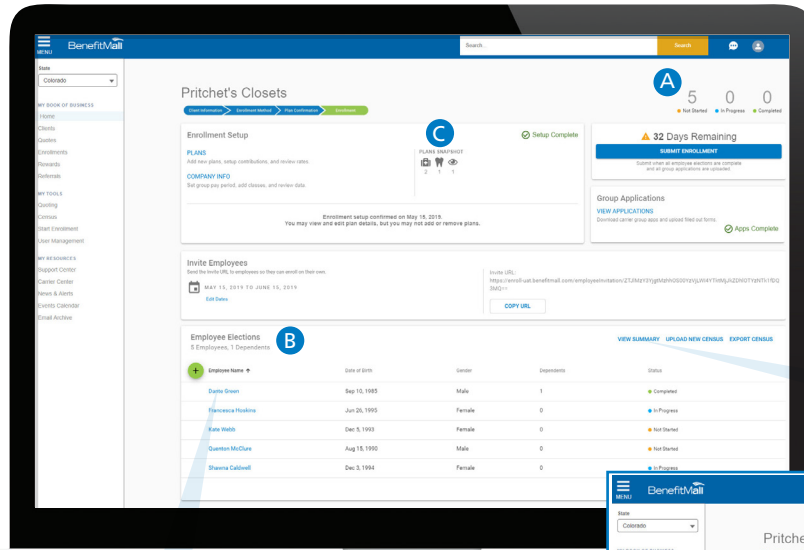 MENU
BenefitMall
Search
Search
State
Colorado
MY BOOK OF BUSINESS
Home
Clients
Quotes
Enrollments
Rewards
Referrals
MY TOOLS
Quoting
Census
Start Enrollment
User Management
MY RESOURCES
Support Center
Carrier Center
News & Alerts
Events Calendar
Email Archive
Pritchet's Closets
Client Information
Enrollment Method
Plan Confirmation
Enrollment
A
5 0 0
Not Started In Progress Completed
Enrollment Setup
C
Setup Complete
PLANS
Add new plans, setup contributions, and review rates.
COMPANY INFO
Set group pay period, add classes, and review data.
PLANS SNAPSHOT
2 1 1
Enrollment setup confirmed on May 15, 2019.
You may view and edit plan details, but you may not add or remove plans.
32 Days Remaining
SUBMIT ENROLLMENT
Submit when all employee elections are complete
and all group applications are uploaded.
Group Applications
VIEW APPLICATIONS
Download carrier group apps and upload filled out forms.
Apps Complete
Invite Employees
Send the Invite URL to employees so they can enroll on their own.
MAY 15, 2019 TO JUNE 15, 2019
Edit Dates
Invite URL:
COPY URL
Employee Elections
B
5 Employees, 1 Dependents
VIEW SUMMARY UPLOAD NEW CENSUS EXPORT CENSUS
Employee Name Date of Birth Gender Dependents Status
Dante Green Sep 10, 1985 Male 1 Completed
Francesca Hoskins Jun 26, 1995 Female 0 In Progress
Kate Webb Dec 5, 1993 Female 0 Not Started
Quenton McClure Aug 15, 1990 Male 0 Not Started
Shawna Caldwell Dec 3, 1994 Female 0 In Progress
MENU
BenefitMall
State
Colorado
Pritche